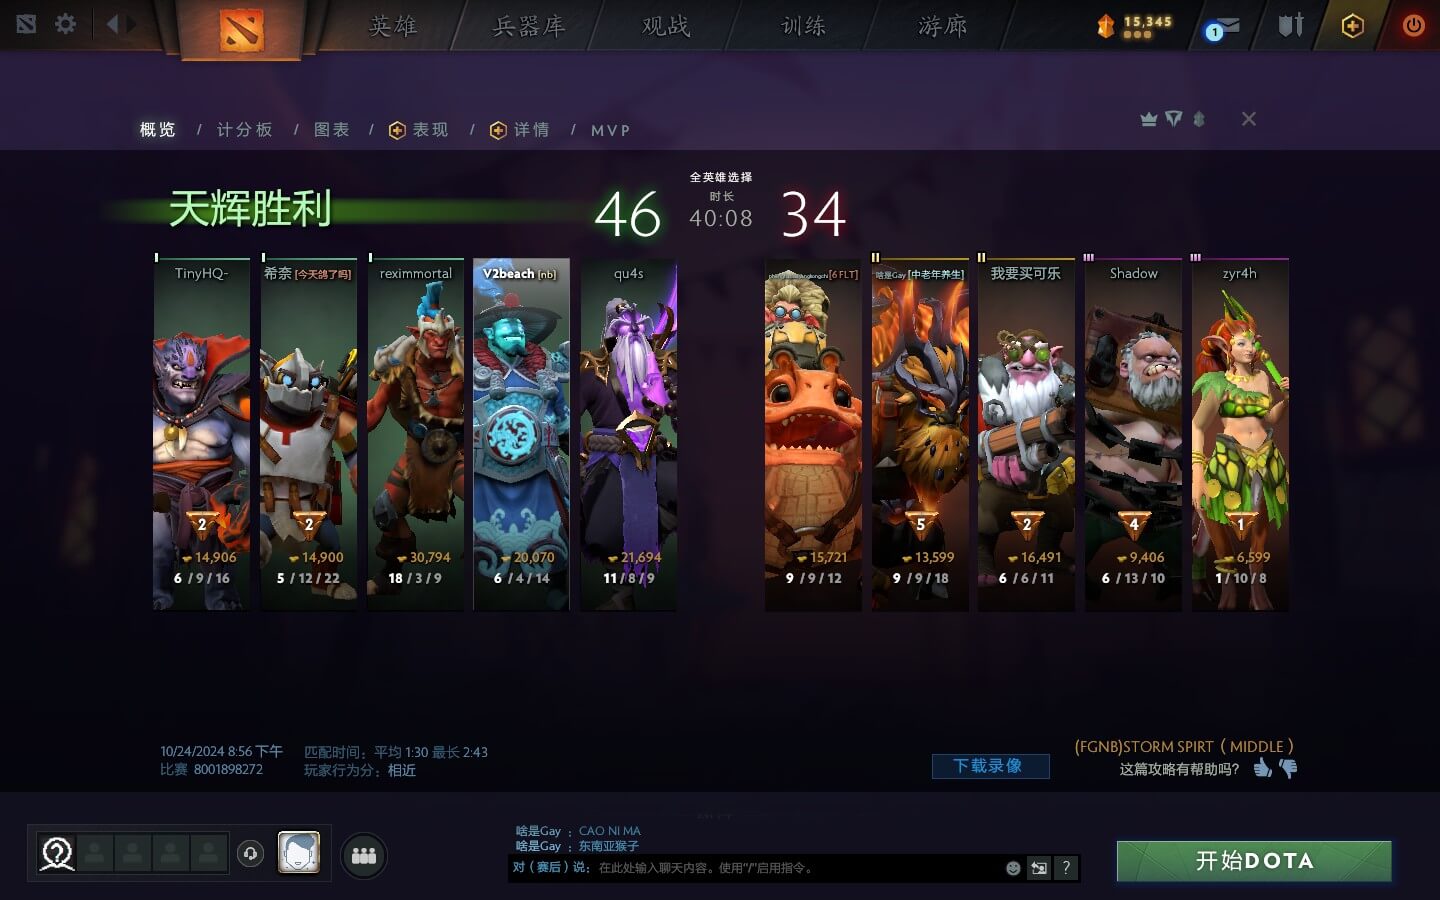 英雄 兵器库 观战 训练 游廊
15,345
1
概览 / 计分板 / 图表 / 表现 / 详情 / MVP
天辉胜利
46
全英雄选择
时长
40:08
34
TinyHQ- 希奈 [今天鸽了吗] reximmortal V2beach [nb] qu4s
[6 FLT] 啥是Gay [中老年养生] 我要买可乐 Shadow zyr4h
2 2 5 2 4 1
14,906 14,900 30,794 20,070 21,694 15,721 13,599 16,491 9,406 6,599
6 / 9 / 16 5 / 12 / 22 18 / 3 / 9 6 / 4 / 14 11 / 8 / 9 9 / 9 / 12 9 / 9 / 18 6 / 6 / 11 6 / 13 / 10 1 / 10 / 8
10/24/2024 8:56 下午 匹配时间：平均 1:30 最长 2:43
比赛 8001898272 玩家行为分：相近
下载录像
(FGNB)STORM SPIRT ( MIDDLE )
这篇攻略有帮助吗?
啥是Gay ： CAO NI MA
啥是Gay ： 东南亚猴子
对（赛后）说： 在此处输入聊天内容。使用“/”启用指令。
?
开始DOTA